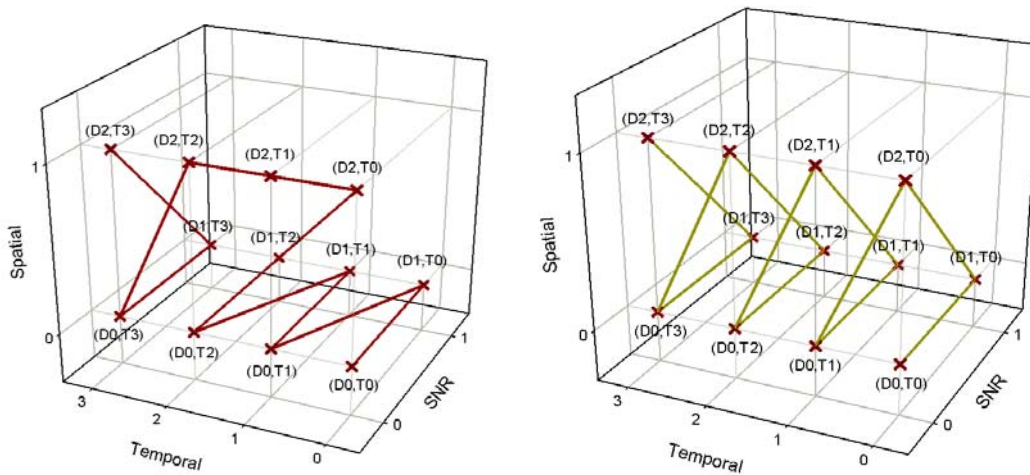 (D2,T3)
(D2,T2)
(D2,T1)
(D2,T0)
(D1,T3)
(D1,T2)
(D1,T1)
(D1,T0)
(D0,T3)
(D0,T2)
(D0,T1)
(D0,T0)
Spatial
1
0
3
2
1
0
Temporal
0
1
SNR
(D2,T3)
(D2,T2)
(D2,T1)
(D2,T0)
(D1,T3)
(D1,T2)
(D1,T1)
(D1,T0)
(D0,T3)
(D0,T2)
(D0,T1)
(D0,T0)
Spatial
1
0
3
2
1
0
Temporal
0
1
SNR